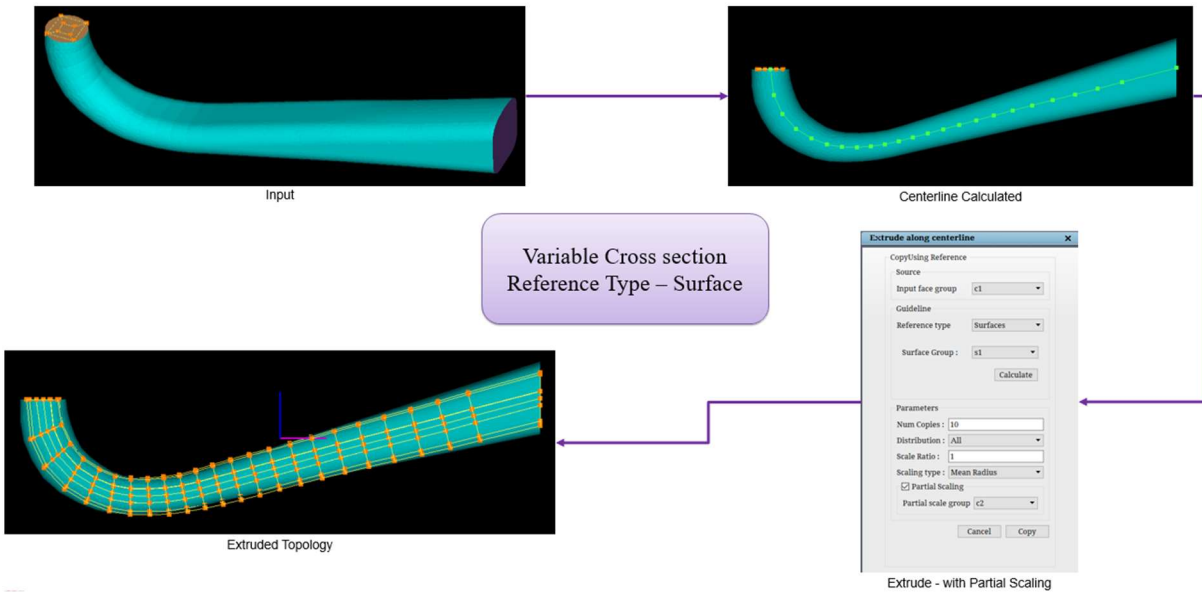 Input
Centerline Calculated
Variable Cross section
Reference Type – Surface
Extrude along centerline
x
CopyUsing Reference
Source
Input face group c1
Guideline
Reference type Surfaces
Surface Group : s1
Calculate
Parameters
Num Copies : 10
Distribution : All
Scale Ratio : 1
Scaling type : Mean Radius
Partial Scaling
Partial scale group c2
Cancel Copy
Extruded Topology
Extrude - with Partial Scaling